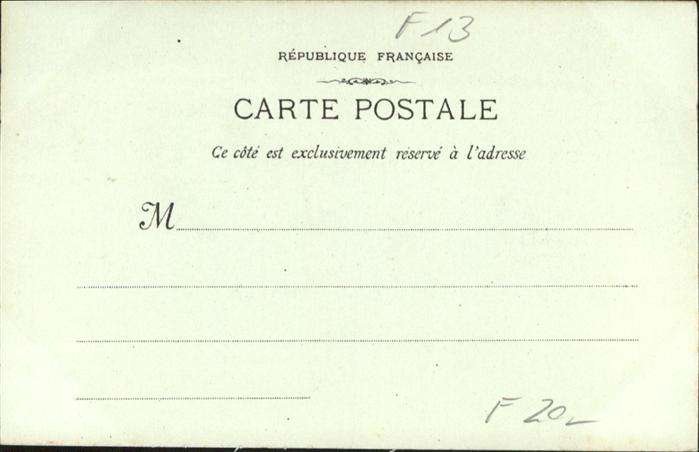 F 13
RÉPUBLIQUE FRANÇAISE
CARTE POSTALE
Ce côté est exclusivement réservé à l'adresse
M
F 20